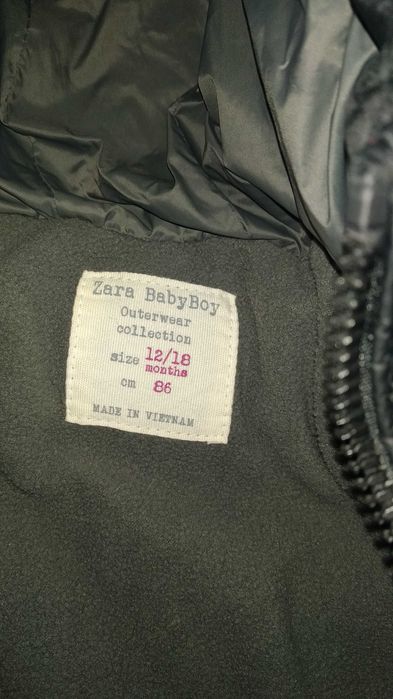 Zara BabyBoy
Outerwear
collection
size 12/18
months
cm 86
MADE IN VIETNAM